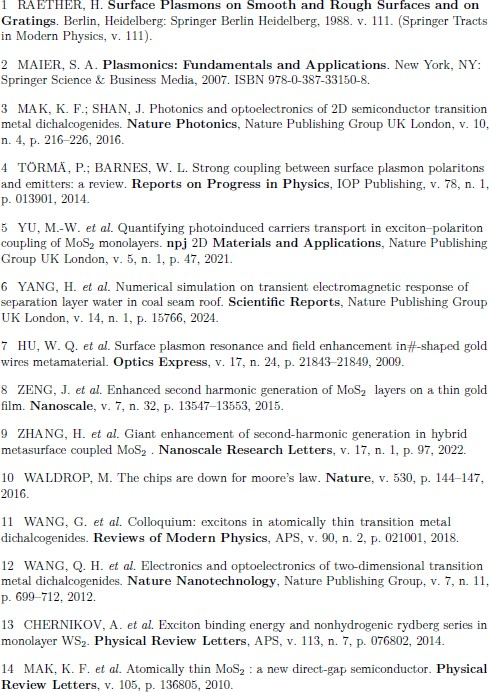 1 RAETHER, H. Surface Plasmons on Smooth and Rough Surfaces and on
Gratings. Berlin, Heidelberg: Springer Berlin Heidelberg, 1988. v. 111. (Springer Tracts
in Modern Physics, v. 111).
2 MAIER, S. A. Plasmonics: Fundamentals and Applications. New York, NY:
Springer Science & Business Media, 2007. ISBN 978-0-387-33150-8.
3 MAK, K. F.; SHAN, J. Photonics and optoelectronics of 2D semiconductor transition
metal dichalcogenides. Nature Photonics, Nature Publishing Group UK London, v. 10,
n. 4, p. 216–226, 2016.
4 TÖRMÄ, P.; BARNES, W. L. Strong coupling between surface plasmon polaritons
and emitters: a review. Reports on Progress in Physics, IOP Publishing, v. 78, n. 1,
p. 013901, 2014.
5 YU, M.-W. et al. Quantifying photoinduced carriers transport in exciton–polariton
coupling of MoS₂ monolayers. npj 2D Materials and Applications, Nature Publishing
Group UK London, v. 5, n. 1, p. 47, 2021.
6 YANG, H. et al. Numerical simulation on transient electromagnetic response of
separation layer water in coal seam roof. Scientific Reports, Nature Publishing Group
UK London, v. 14, n. 1, p. 15766, 2024.
7 HU, W. Q. et al. Surface plasmon resonance and field enhancement in#-shaped gold
wires metamaterial. Optics Express, v. 17, n. 24, p. 21843–21849, 2009.
8 ZENG, J. et al. Enhanced second harmonic generation of MoS₂ layers on a thin gold
film. Nanoscale, v. 7, n. 32, p. 13547–13553, 2015.
9 ZHANG, H. et al. Giant enhancement of second-harmonic generation in hybrid
metasurface coupled MoS₂ . Nanoscale Research Letters, v. 17, n. 1, p. 97, 2022.
10 WALDROP, M. The chips are down for moore's law. Nature, v. 530, p. 144–147,
2016.
11 WANG, G. et al. Colloquium: excitons in atomically thin transition metal
dichalcogenides. Reviews of Modern Physics, APS, v. 90, n. 2, p. 021001, 2018.
12 WANG, Q. H. et al. Electronics and optoelectronics of two-dimensional transition
metal dichalcogenides. Nature Nanotechnology, Nature Publishing Group, v. 7, n. 11,
p. 699–712, 2012.
13 CHERNIKOV, A. et al. Exciton binding energy and nonhydrogenic rydberg series in
monolayer WS₂. Physical Review Letters, APS, v. 113, n. 7, p. 076802, 2014.
14 MAK, K. F. et al. Atomically thin MoS₂ : a new direct-gap semiconductor. Physical
Review Letters, v. 105, p. 136805, 2010.